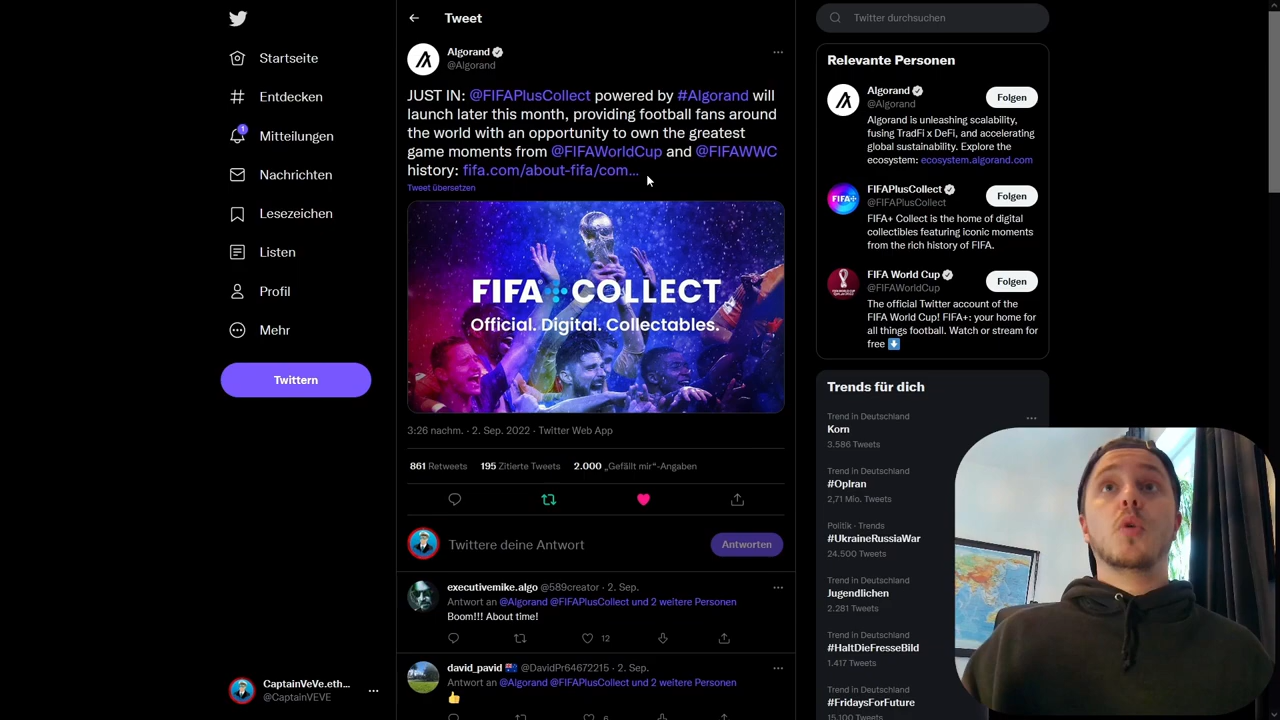 Startseite
Entdecken
1
Mitteilungen
Nachrichten
Lesezeichen
Listen
Profil
Mehr
Twittern
CaptainVeVe.eth...
@CaptainVEVE
Tweet
Algorand
@Algorand
JUST IN: @FIFAPlusCollect powered by #Algorand will
launch later this month, providing football fans around
the world with an opportunity to own the greatest
game moments from @FIFAWorldCup and @FIFAWWC
history: fifa.com/about-fifa/com...
Tweet übersetzen
FIFA+COLLECT
Official. Digital. Collectables.
3:26 nachm. · 2. Sep. 2022 · Twitter Web App
861 Retweets 195 Zitierte Tweets 2.000 „Gefällt mir“-Angaben
Twittere deine Antwort
Antworten
executivemike.algo @589creator · 2. Sep.
Antwort an @Algorand @FIFAPlusCollect und 2 weitere Personen
Boom!!! About time!
12
david_pavid 🇦🇺 @DavidPr64672215 · 2. Sep.
Antwort an @Algorand @FIFAPlusCollect und 2 weitere Personen
👍
6
Twitter durchsuchen
Relevante Personen
Algorand
@Algorand
Folgen
Algorand is unleashing scalability,
fusing TradFi x DeFi, and accelerating
global sustainability. Explore the
ecosystem: ecosystem.algorand.com
FIFA+
FIFAPlusCollect
@FIFAPlusCollect
Folgen
FIFA+ Collect is the home of digital
collectibles featuring iconic moments
from the rich history of FIFA.
FIFA World Cup
@FIFAWorldCup
Folgen
The official Twitter account of the
FIFA World Cup! FIFA+: your home for
all things football. Watch or stream for
free ⬇️
Trends für dich
Trend in Deutschland
Korn
3.586 Tweets
Trend in Deutschland
#OpIran
2,71 Mio. Tweets
Politik · Trends
#UkraineRussiaWar
24.500 Tweets
Trend in Deutschland
Jugendlichen
2.281 Tweets
Trend in Deutschland
#HaltDieFresseBild
1.417 Tweets
Trend in Deutschland
#FridaysForFuture
15.100 Tweets